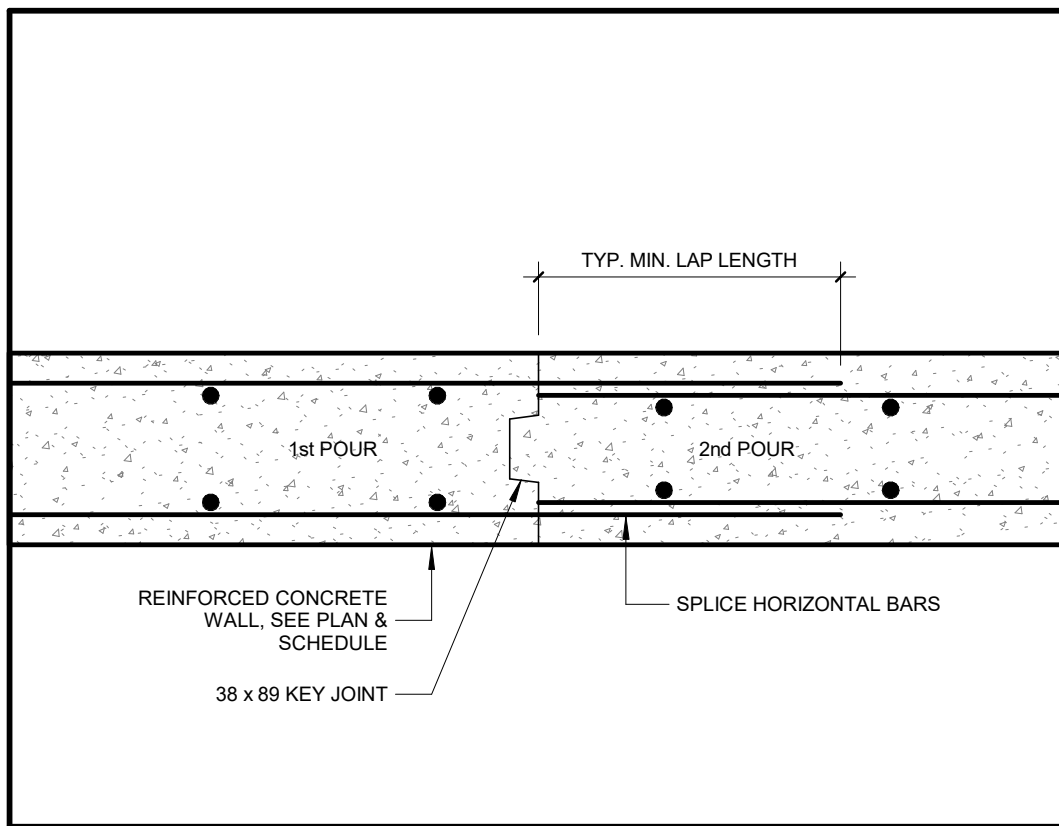 TYP. MIN. LAP LENGTH
1st POUR
2nd POUR
REINFORCED CONCRETE
WALL, SEE PLAN &
SCHEDULE
SPLICE HORIZONTAL BARS
38 x 89 KEY JOINT